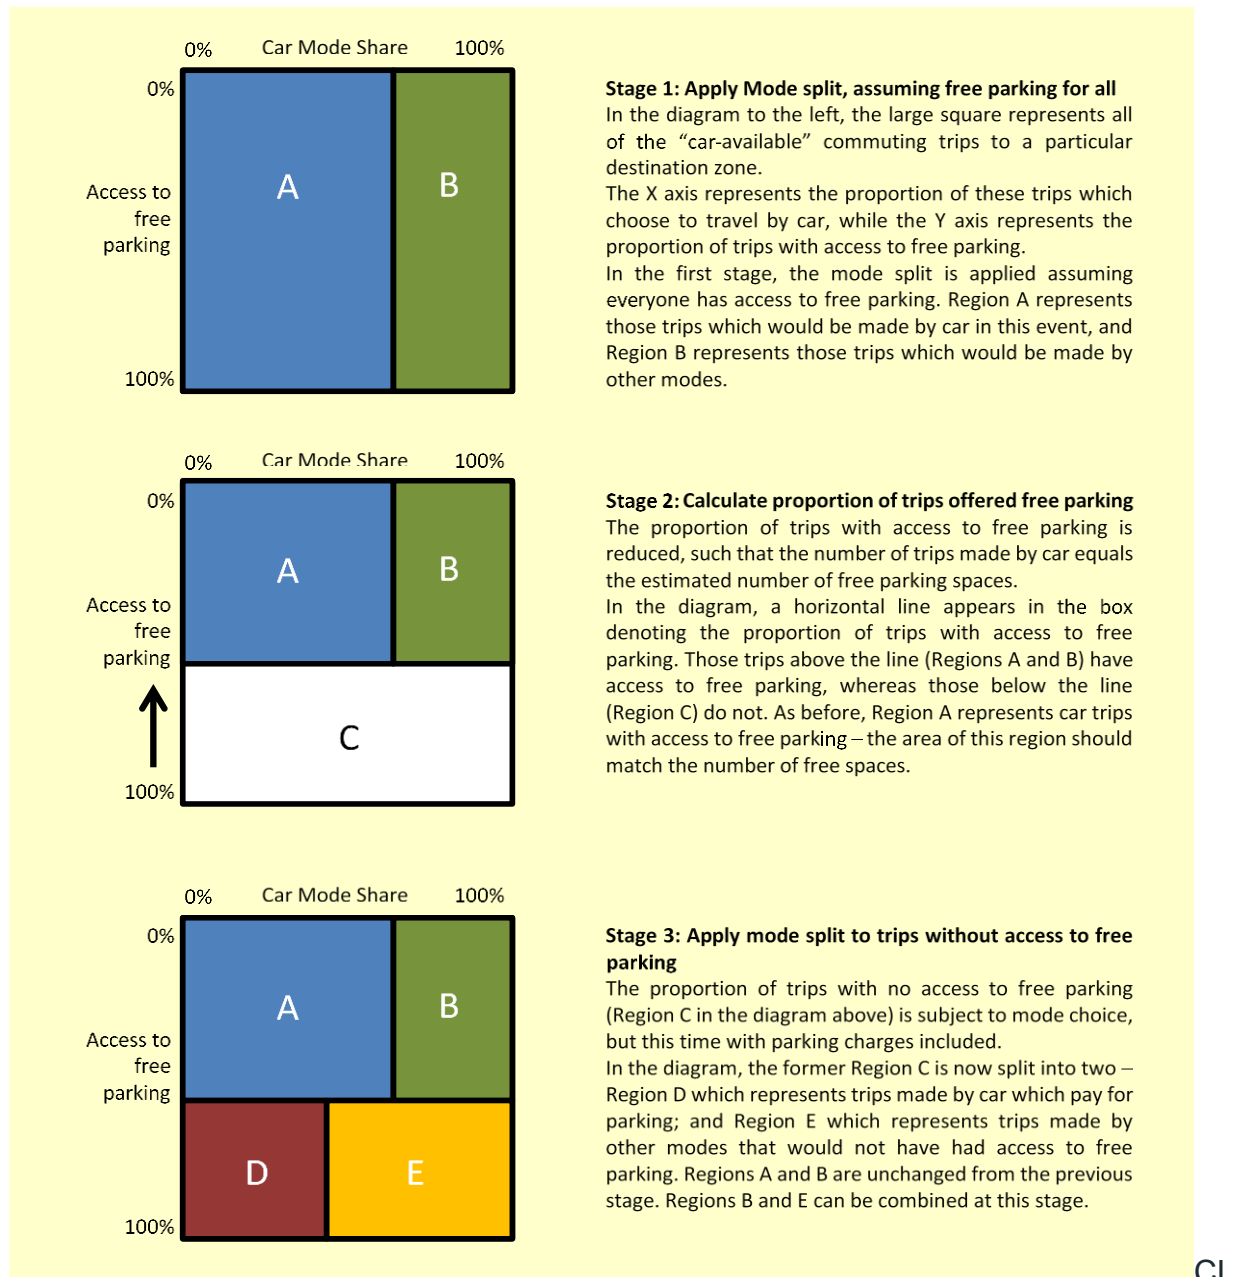 0% Car Mode Share 100%
0%
Access to
free
parking
100%
A
B
Stage 1: Apply Mode split, assuming free parking for all
In the diagram to the left, the large square represents all
of the “car-available” commuting trips to a particular
destination zone.
The X axis represents the proportion of these trips which
choose to travel by car, while the Y axis represents the
proportion of trips with access to free parking.
In the first stage, the mode split is applied assuming
everyone has access to free parking. Region A represents
those trips which would be made by car in this event, and
Region B represents those trips which would be made by
other modes.
0% Car Mode Share 100%
0%
Access to
free
parking
100%
A
B
C
Stage 2: Calculate proportion of trips offered free parking
The proportion of trips with access to free parking is
reduced, such that the number of trips made by car equals
the estimated number of free parking spaces.
In the diagram, a horizontal line appears in the box
denoting the proportion of trips with access to free
parking. Those trips above the line (Regions A and B) have
access to free parking, whereas those below the line
(Region C) do not. As before, Region A represents car trips
with access to free parking – the area of this region should
match the number of free spaces.
0% Car Mode Share 100%
0%
Access to
free
parking
100%
A
B
D
E
Stage 3: Apply mode split to trips without access to free
parking
The proportion of trips with no access to free parking
(Region C in the diagram above) is subject to mode choice,
but this time with parking charges included.
In the diagram, the former Region C is now split into two –
Region D which represents trips made by car which pay for
parking; and Region E which represents trips made by
other modes that would not have had access to free
parking. Regions A and B are unchanged from the previous
stage. Regions B and E can be combined at this stage.